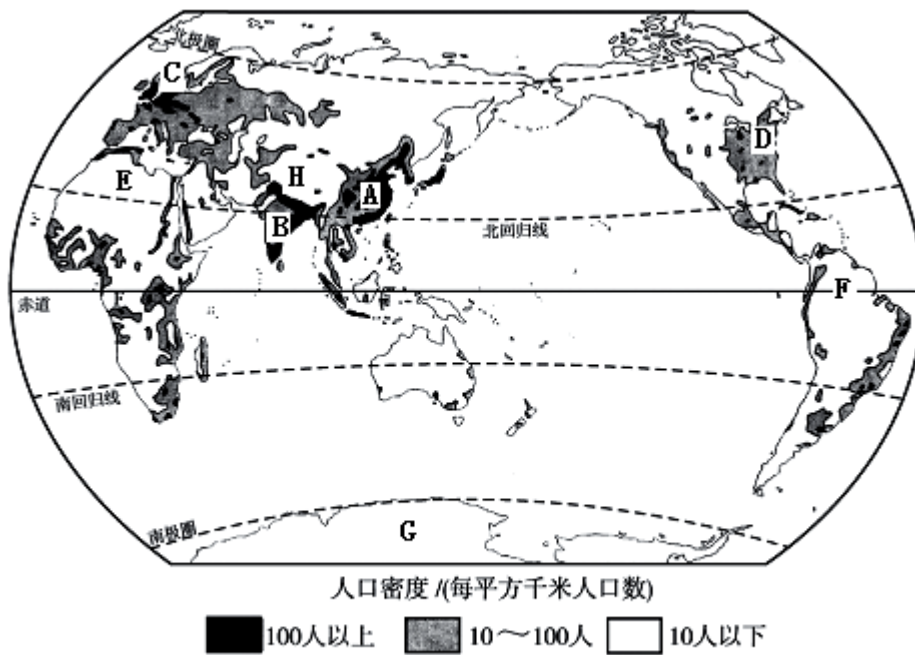 北极圈
C
D
E
H
A
B
北回归线
赤道
F
南回归线
南极圈
G
人口密度 /(每平方千米人口数)
100人以上 10～100人 10人以下